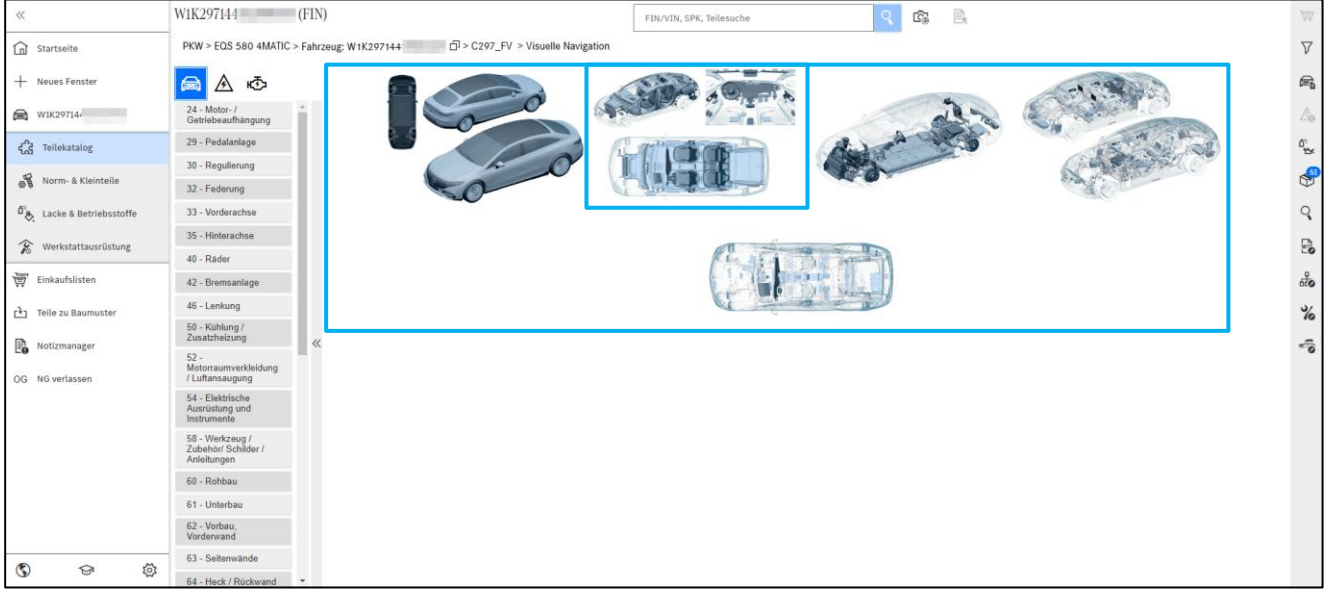 W1K297144 (FIN)
FIN/VIN, SPK, Teilesuche
PKW > EQS 580 4MATIC > Fahrzeug: W1K297144 > C297_FV > Visuelle Navigation
Startseite
Neues Fenster
W1K29714
Teilekatalog
Norm- & Kleinteile
Lacke & Betriebsstoffe
Werkstattausrüstung
Einkaufslisten
Teile zu Baumuster
Notizmanager
OG NG verlassen
24 - Motor- /
Getriebeaufhängung
29 - Pedalanlage
30 - Regulierung
32 - Federung
33 - Vorderachse
35 - Hinterachse
40 - Räder
42 - Bremsanlage
46 - Lenkung
50 - Kühlung /
Zusatzheizung
52 -
Motorraumverkleidung
/ Luftansaugung
54 - Elektrische
Ausrüstung und
Instrumente
58 - Werkzeug /
Zubehör/ Schilder /
Anleitungen
60 - Rohbau
61 - Unterbau
62 - Vorbau,
Vorderwand
63 - Seitenwände
64 - Heck / Rückwand
51